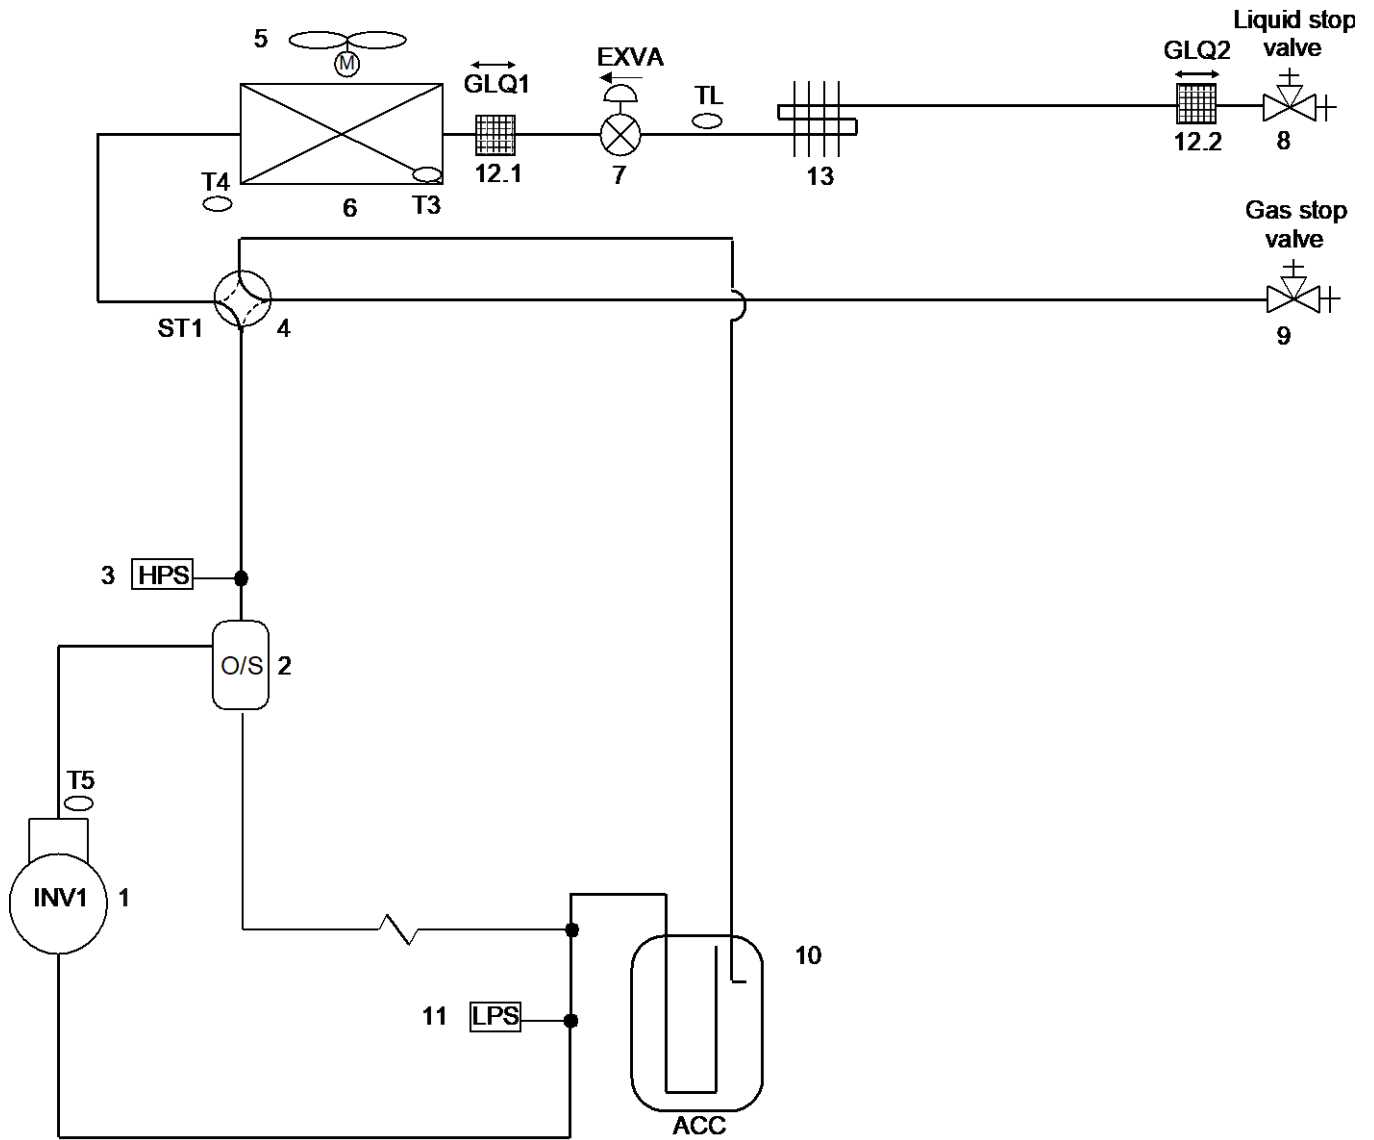 Liquid stop
valve
5
M
GLQ1
EXVA
TL
GLQ2
12.1
7
13
12.2
8
T4
6
T3
Gas stop
valve
ST1
4
9
3
HPS
O/S
2
T5
INV1
1
10
11
LPS
ACC